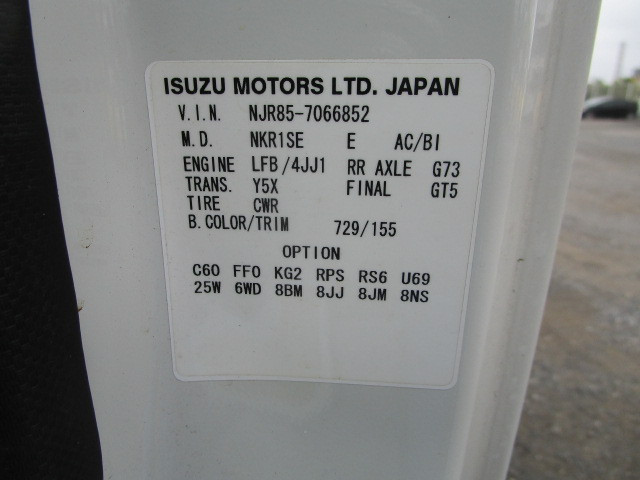 ISUZU MOTORS LTD. JAPAN
V.I.N. NJR85-7066852
M.D. NKR1SE E AC/BI
ENGINE LFB/4JJ1 RR AXLE G73
TRANS. Y5X FINAL GT5
TIRE CWR
B.COLOR/TRIM 729/155
OPTION
C60 FF0 KG2 RPS RS6 U69
25W 6WD 8BM 8JJ 8JM 8NS